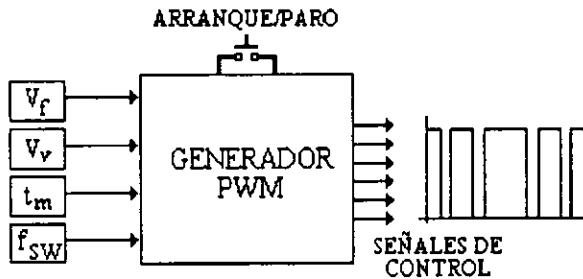 ARRANQUE/PARO
V_f
V_v
t_m
f_SW
GENERADOR
PWM
SEÑALES DE
CONTROL